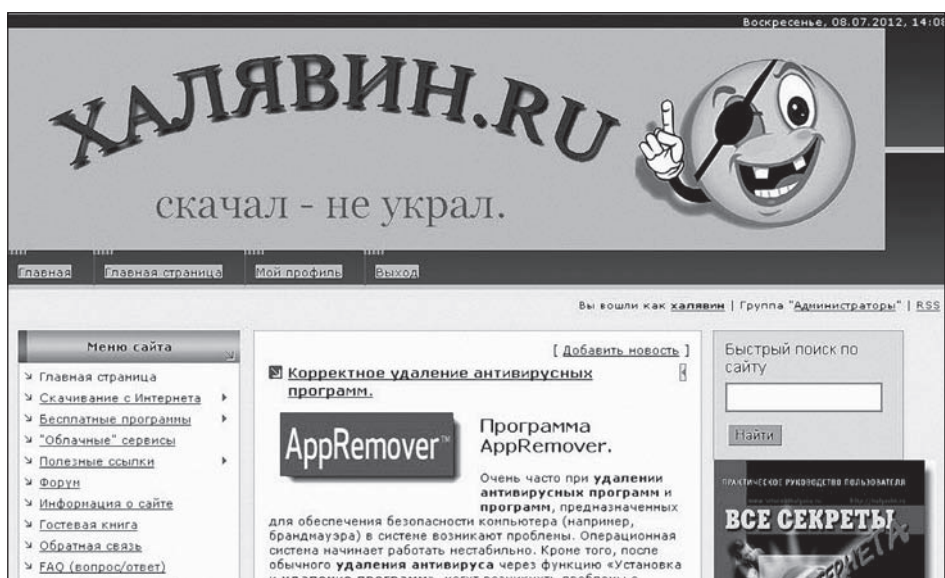 Воскресенье, 08.07.2012, 14:08
ХАЛЯВИН.RU
скачал - не украл.
Главная
Главная страница
Мой профиль
Выход
Вы вошли как халявин | Группа "Администраторы" | RSS
Меню сайта
Главная страница
Скачивание с Интернета
Бесплатные программы
"Облачные" сервисы
Полезные ссылки
Форум
Информация о сайте
Гостевая книга
Обратная связь
FAQ (вопрос/ответ)
[ Добавить новость ]
Корректное удаление антивирусных
программ.
AppRemover™
Программа
AppRemover.
Очень часто при удалении
антивирусных программ и
программ, предназначенных
для обеспечения безопасности компьютера (например,
брандмауэра) в системе возникают проблемы. Операционная
система начинает работать нестабильно. Кроме того, после
обычного удаления антивируса через функцию «Установка
Быстрый поиск по
сайту
Найти
ПРАКТИЧЕСКОЕ РУКОВОДСТВО ПОЛЬЗОВАТЕЛЯ
ВСЕ СЕКРЕТЫ